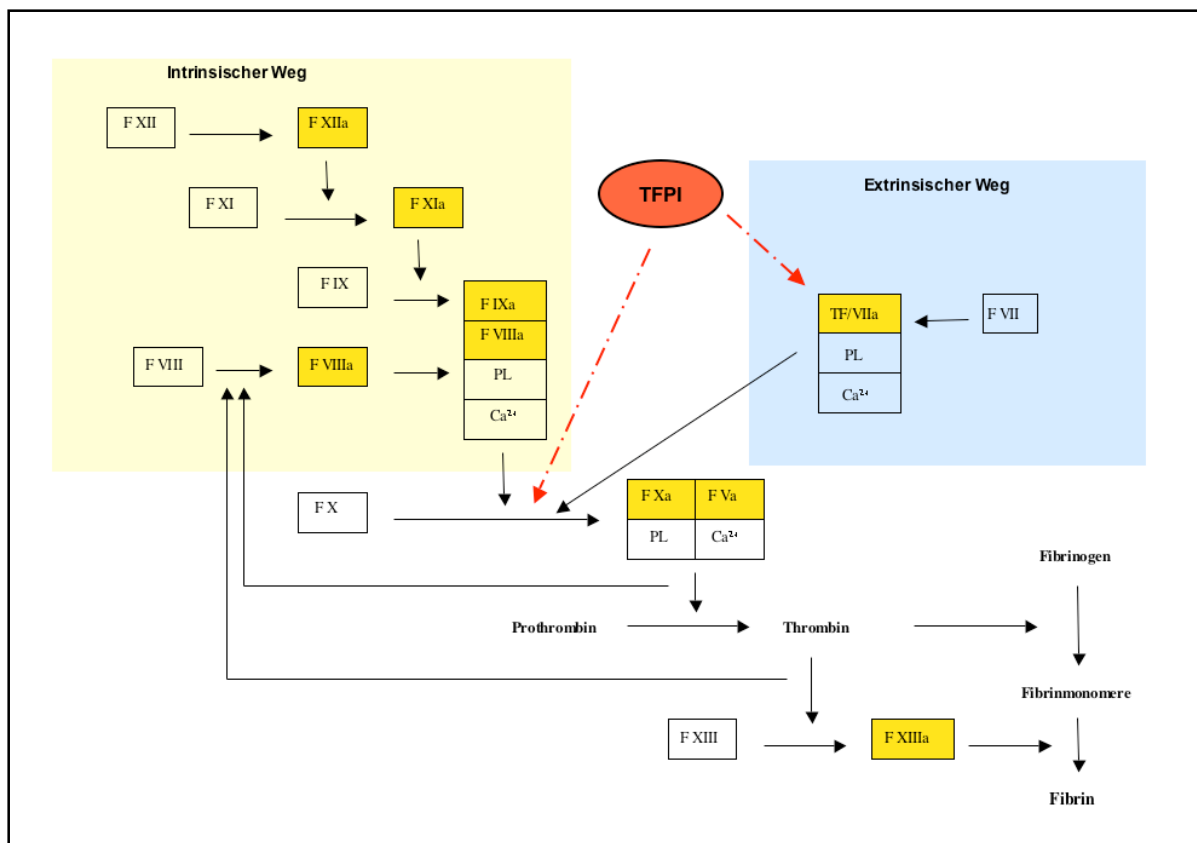 Intrinsischer Weg
F XII
F XIIa
TFPI
Extrinsischer Weg
F XI
F XIa
F IX
F IXa
F VIIIa
PL
Ca²⁺
F VIII
F VIIIa
TF/VIIa
PL
Ca²⁺
F VII
F X
F Xa
F Va
PL
Ca²⁺
Fibrinogen
Prothrombin
Thrombin
Fibrinmonomere
F XIII
F XIIIa
Fibrin